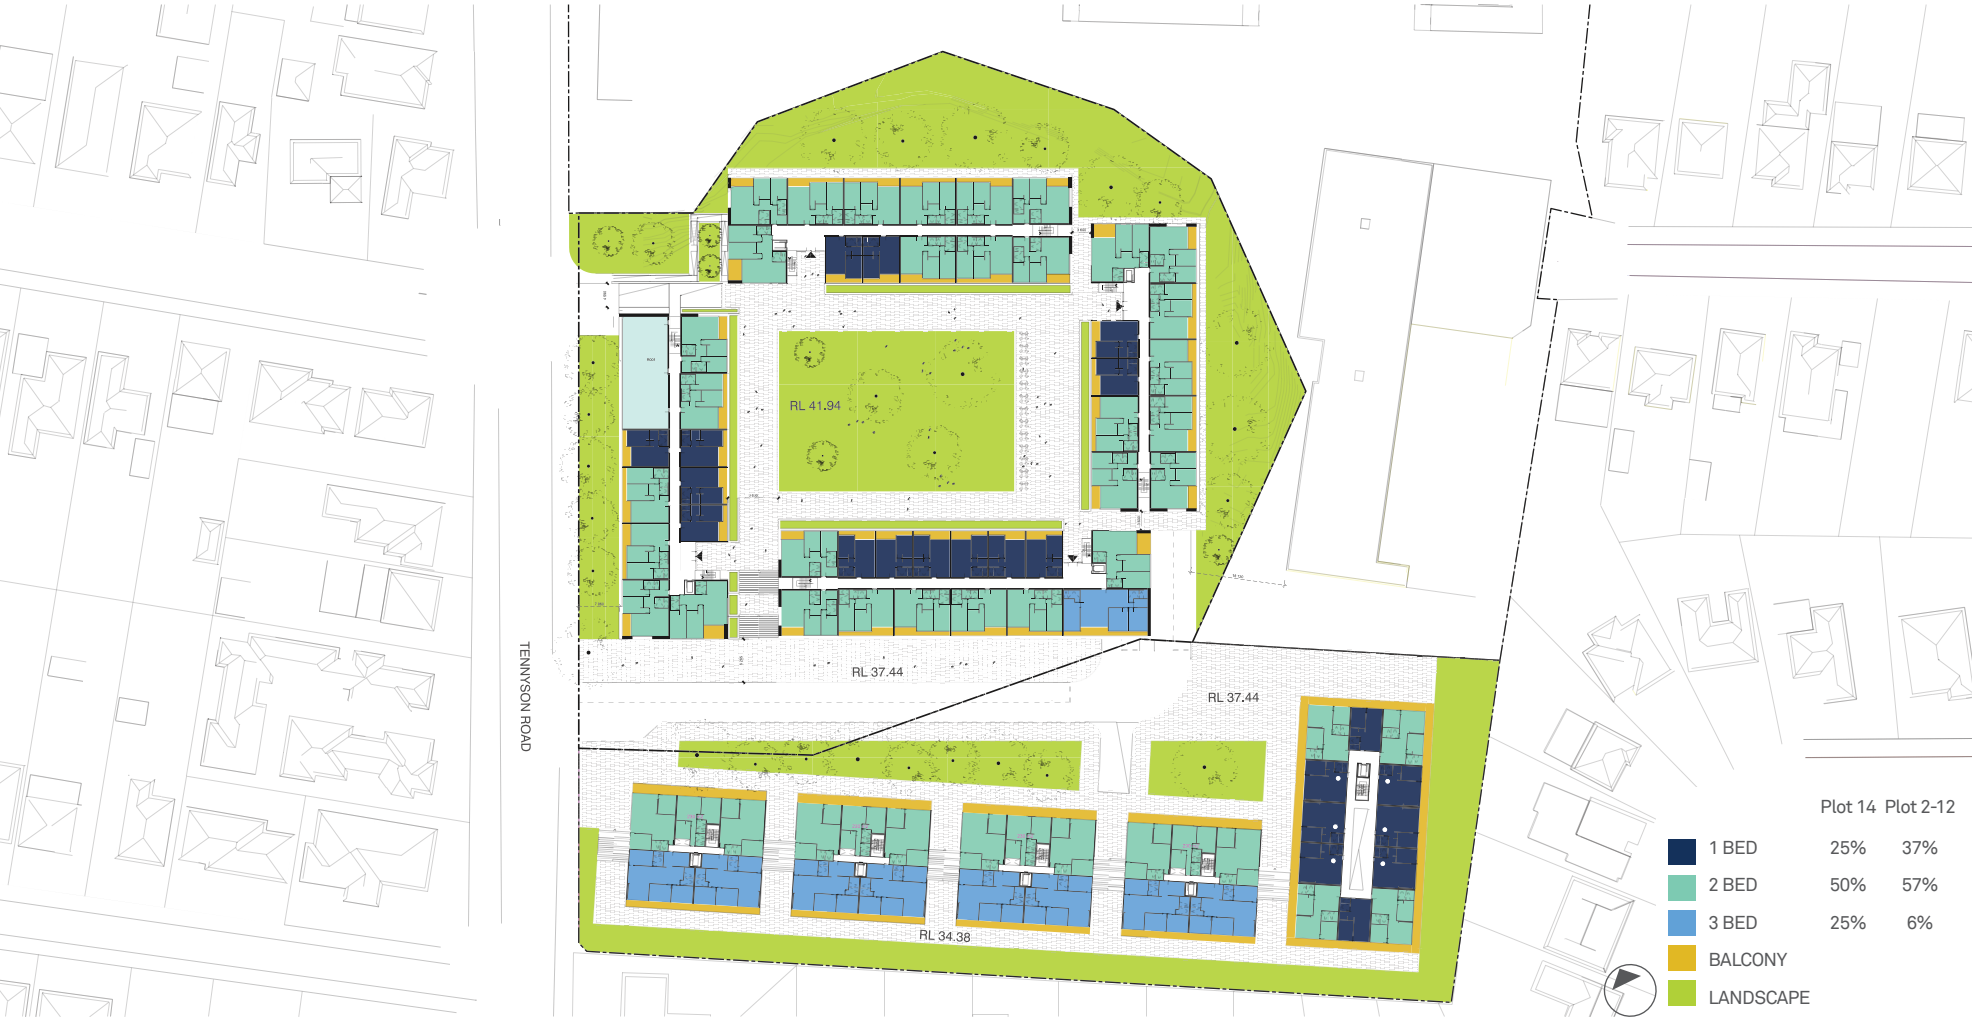 RL 41.94
RL 37.44
RL 37.44
TENNYSON ROAD
RL 34.38
Plot 14 Plot 2-12
1 BED 25% 37%
2 BED 50% 57%
3 BED 25% 6%
BALCONY
LANDSCAPE